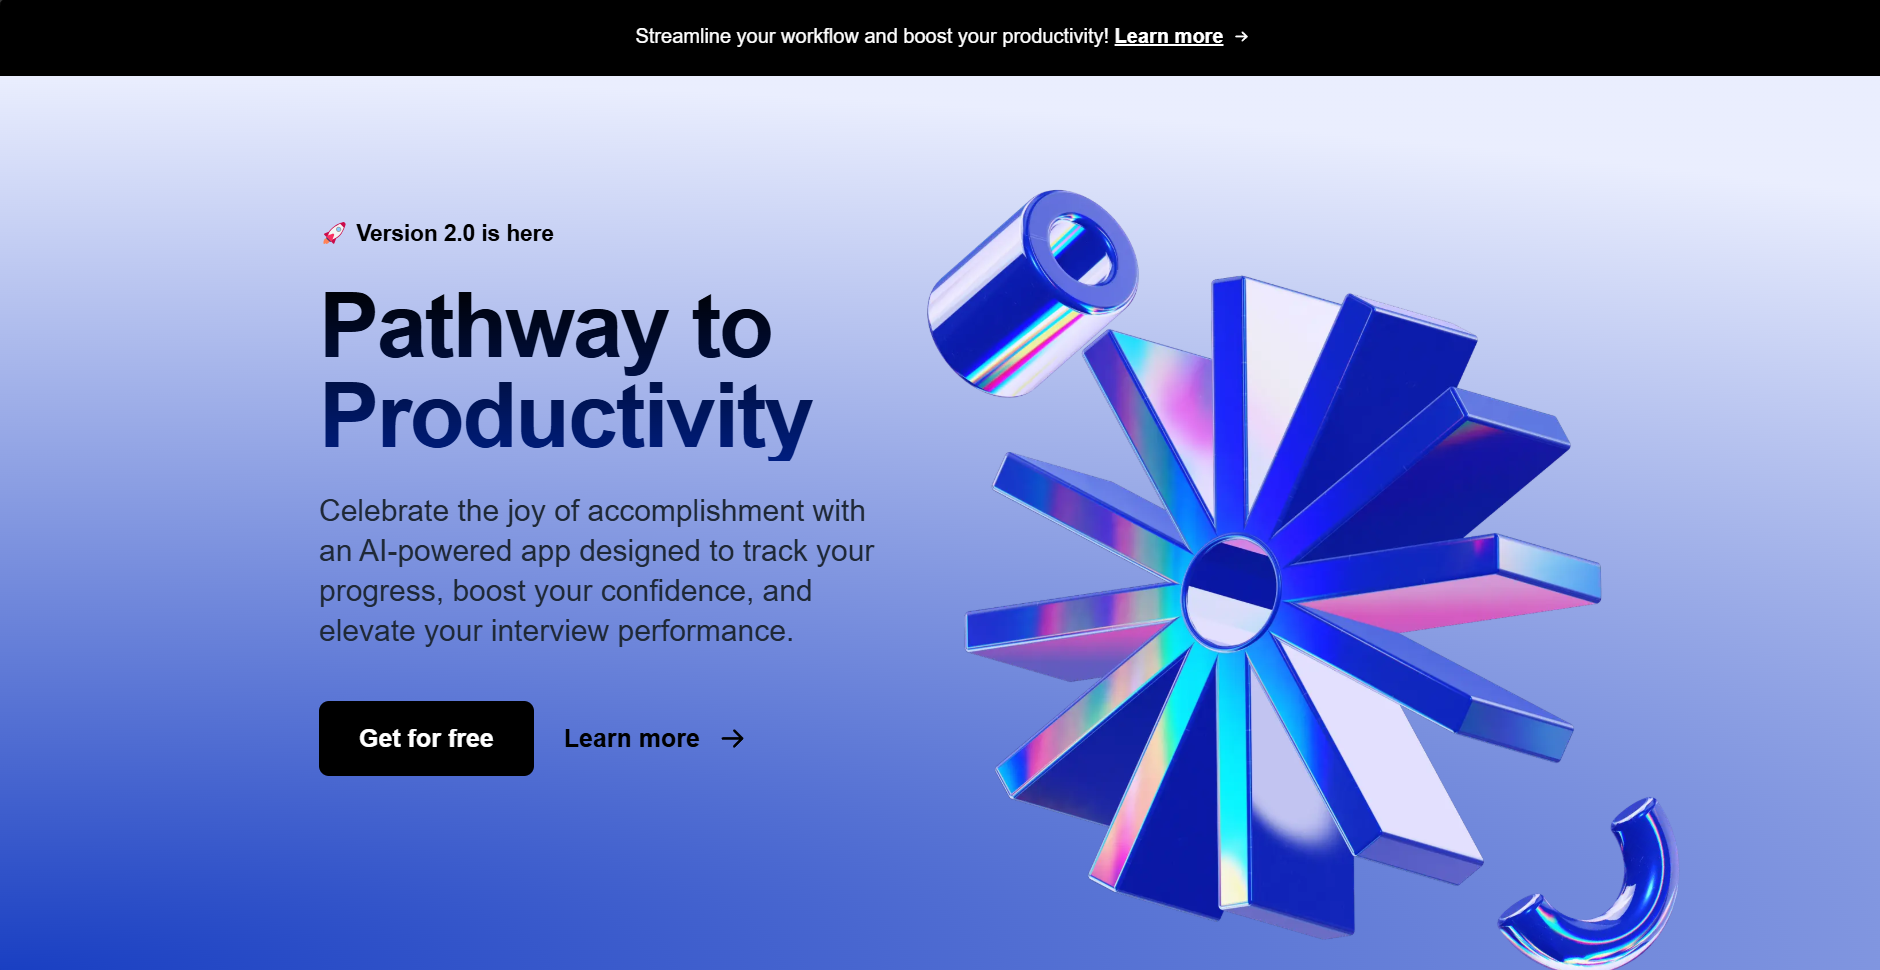 Streamline your workflow and boost your productivity! Learn more →
🚀 Version 2.0 is here
Pathway to
Productivity
Celebrate the joy of accomplishment with
an AI-powered app designed to track your
progress, boost your confidence, and
elevate your interview performance.
Get for free
Learn more →